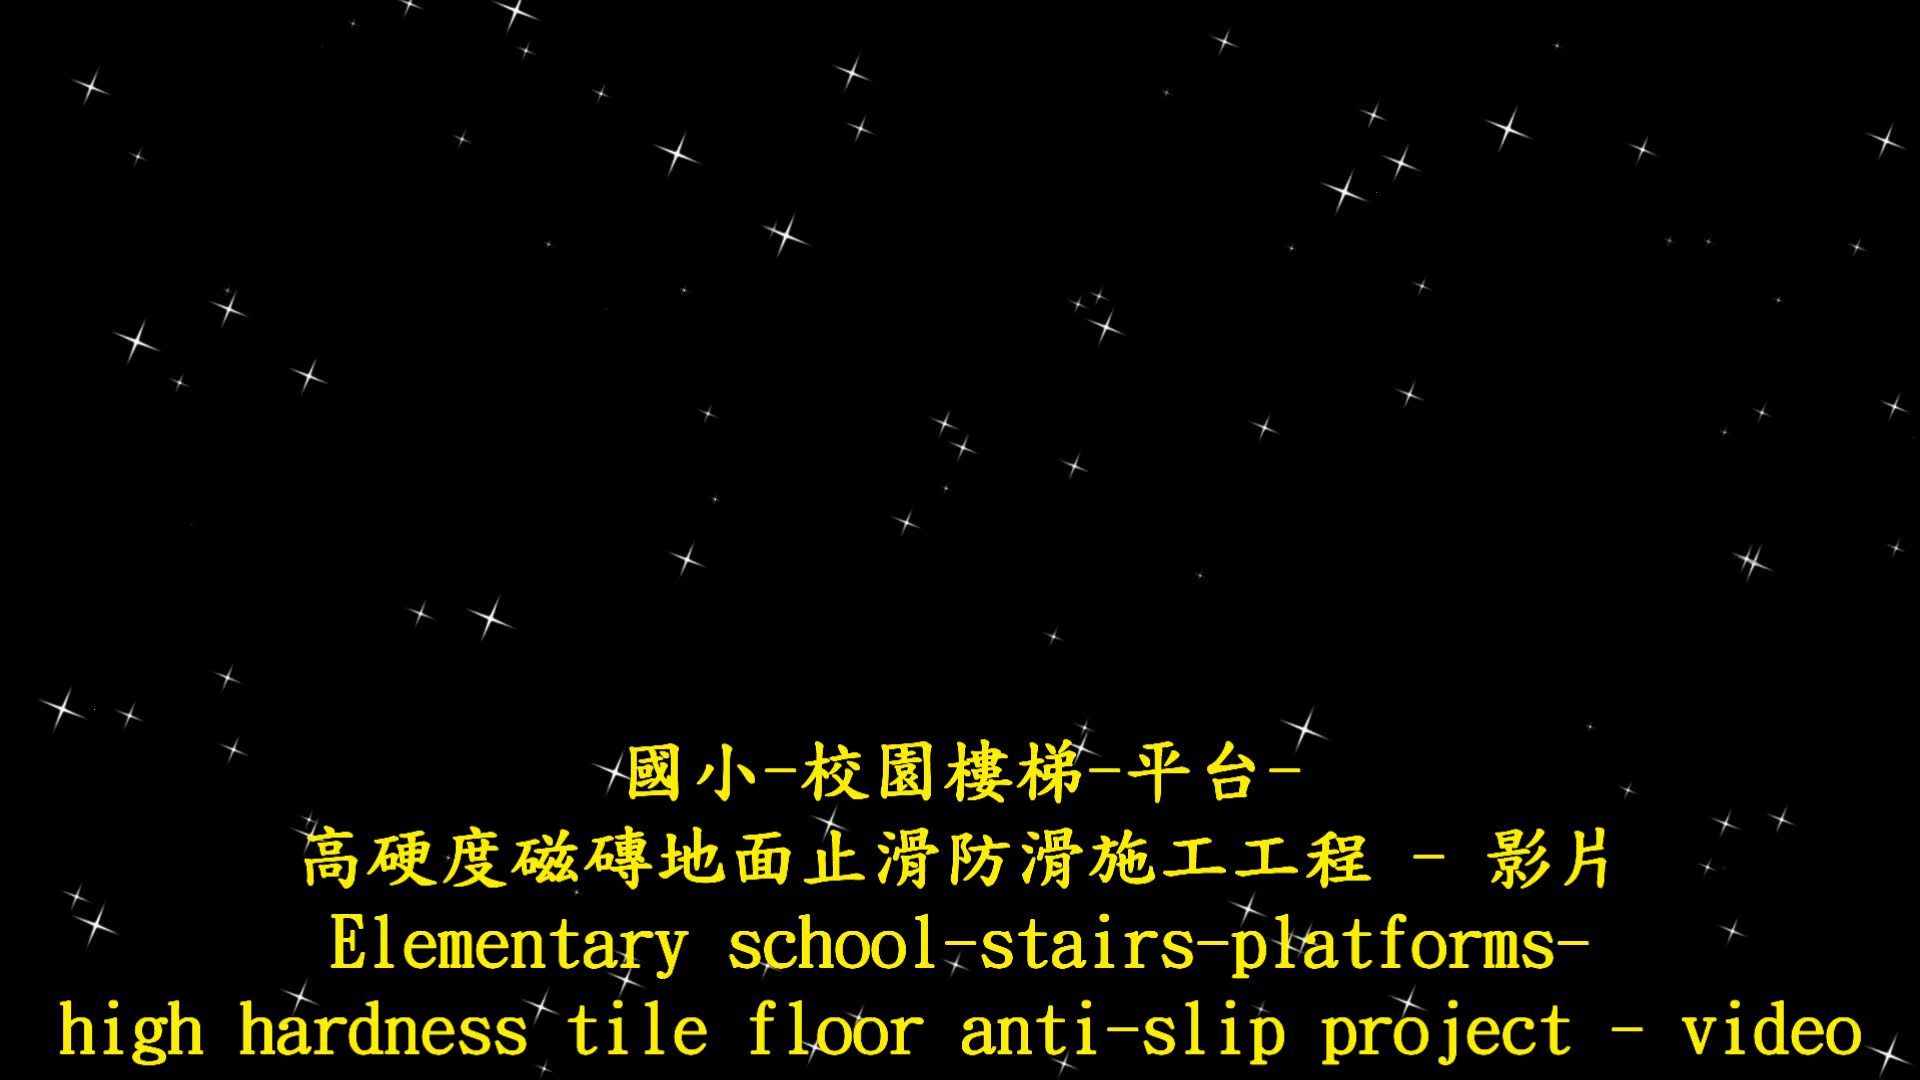 國小-校園樓梯-平台-
高硬度磁磚地面止滑防滑施工工程 - 影片
Elementary school-stairs-platforms-
high hardness tile floor anti-slip project - video